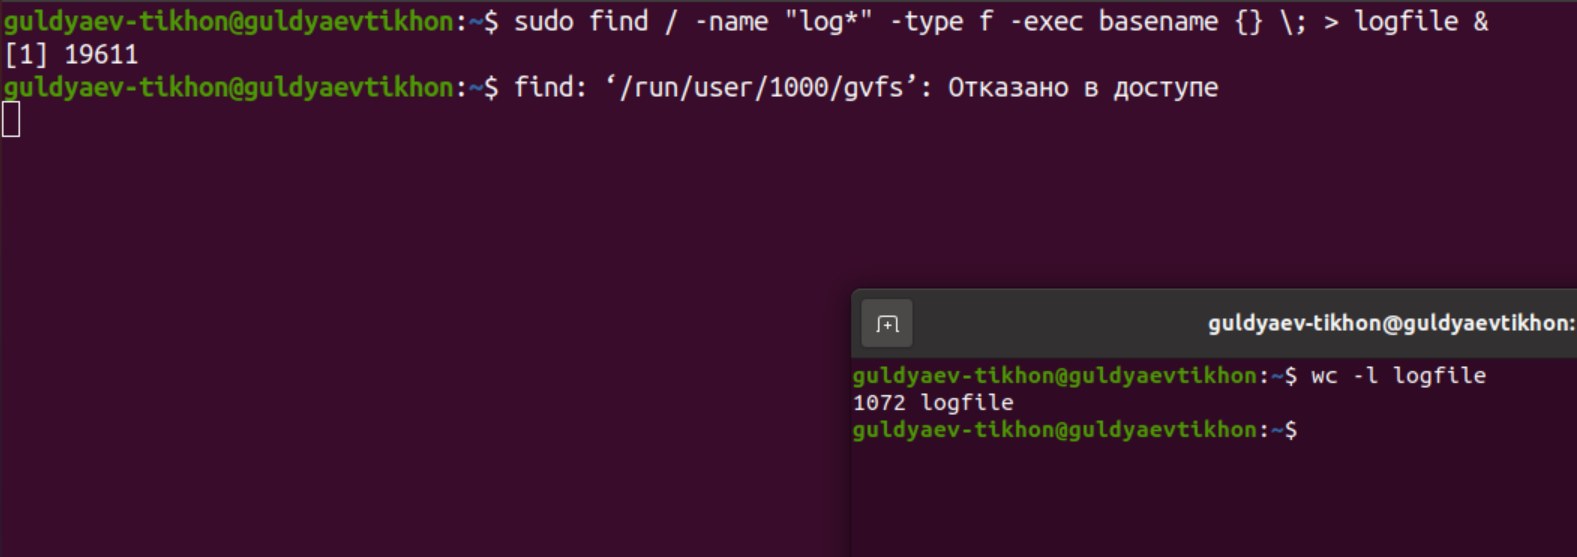 guldyaev-tikhon@guldyaevtikhon:~$ sudo find / -name "log*" -type f -exec basename {} \; > logfile &
[1] 19611
guldyaev-tikhon@guldyaevtikhon:~$ find: ‘/run/user/1000/gvfs’: Отказано в доступе
guldyaev-tikhon@guldyaevtikhon:
guldyaev-tikhon@guldyaevtikhon:~$ wc -l logfile
1072 logfile
guldyaev-tikhon@guldyaevtikhon:~$